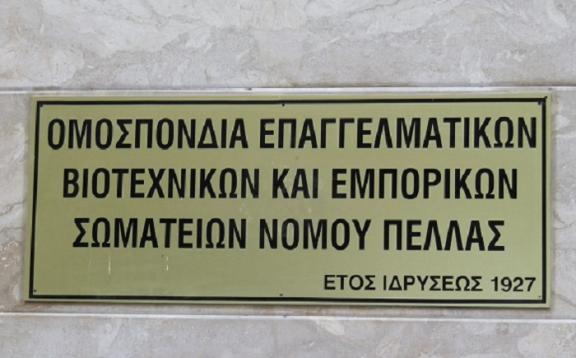 ΟΜΟΣΠΟΝΔΙΑ ΕΠΑΓΓΕΛΜΑΤΙΚΩΝ
ΒΙΟΤΕΧΝΙΚΩΝ ΚΑΙ ΕΜΠΟΡΙΚΩΝ
ΣΩΜΑΤΕΙΩΝ ΝΟΜΟΥ ΠΕΛΛΑΣ
ΕΤΟΣ ΙΔΡΥΣΕΩΣ 1927